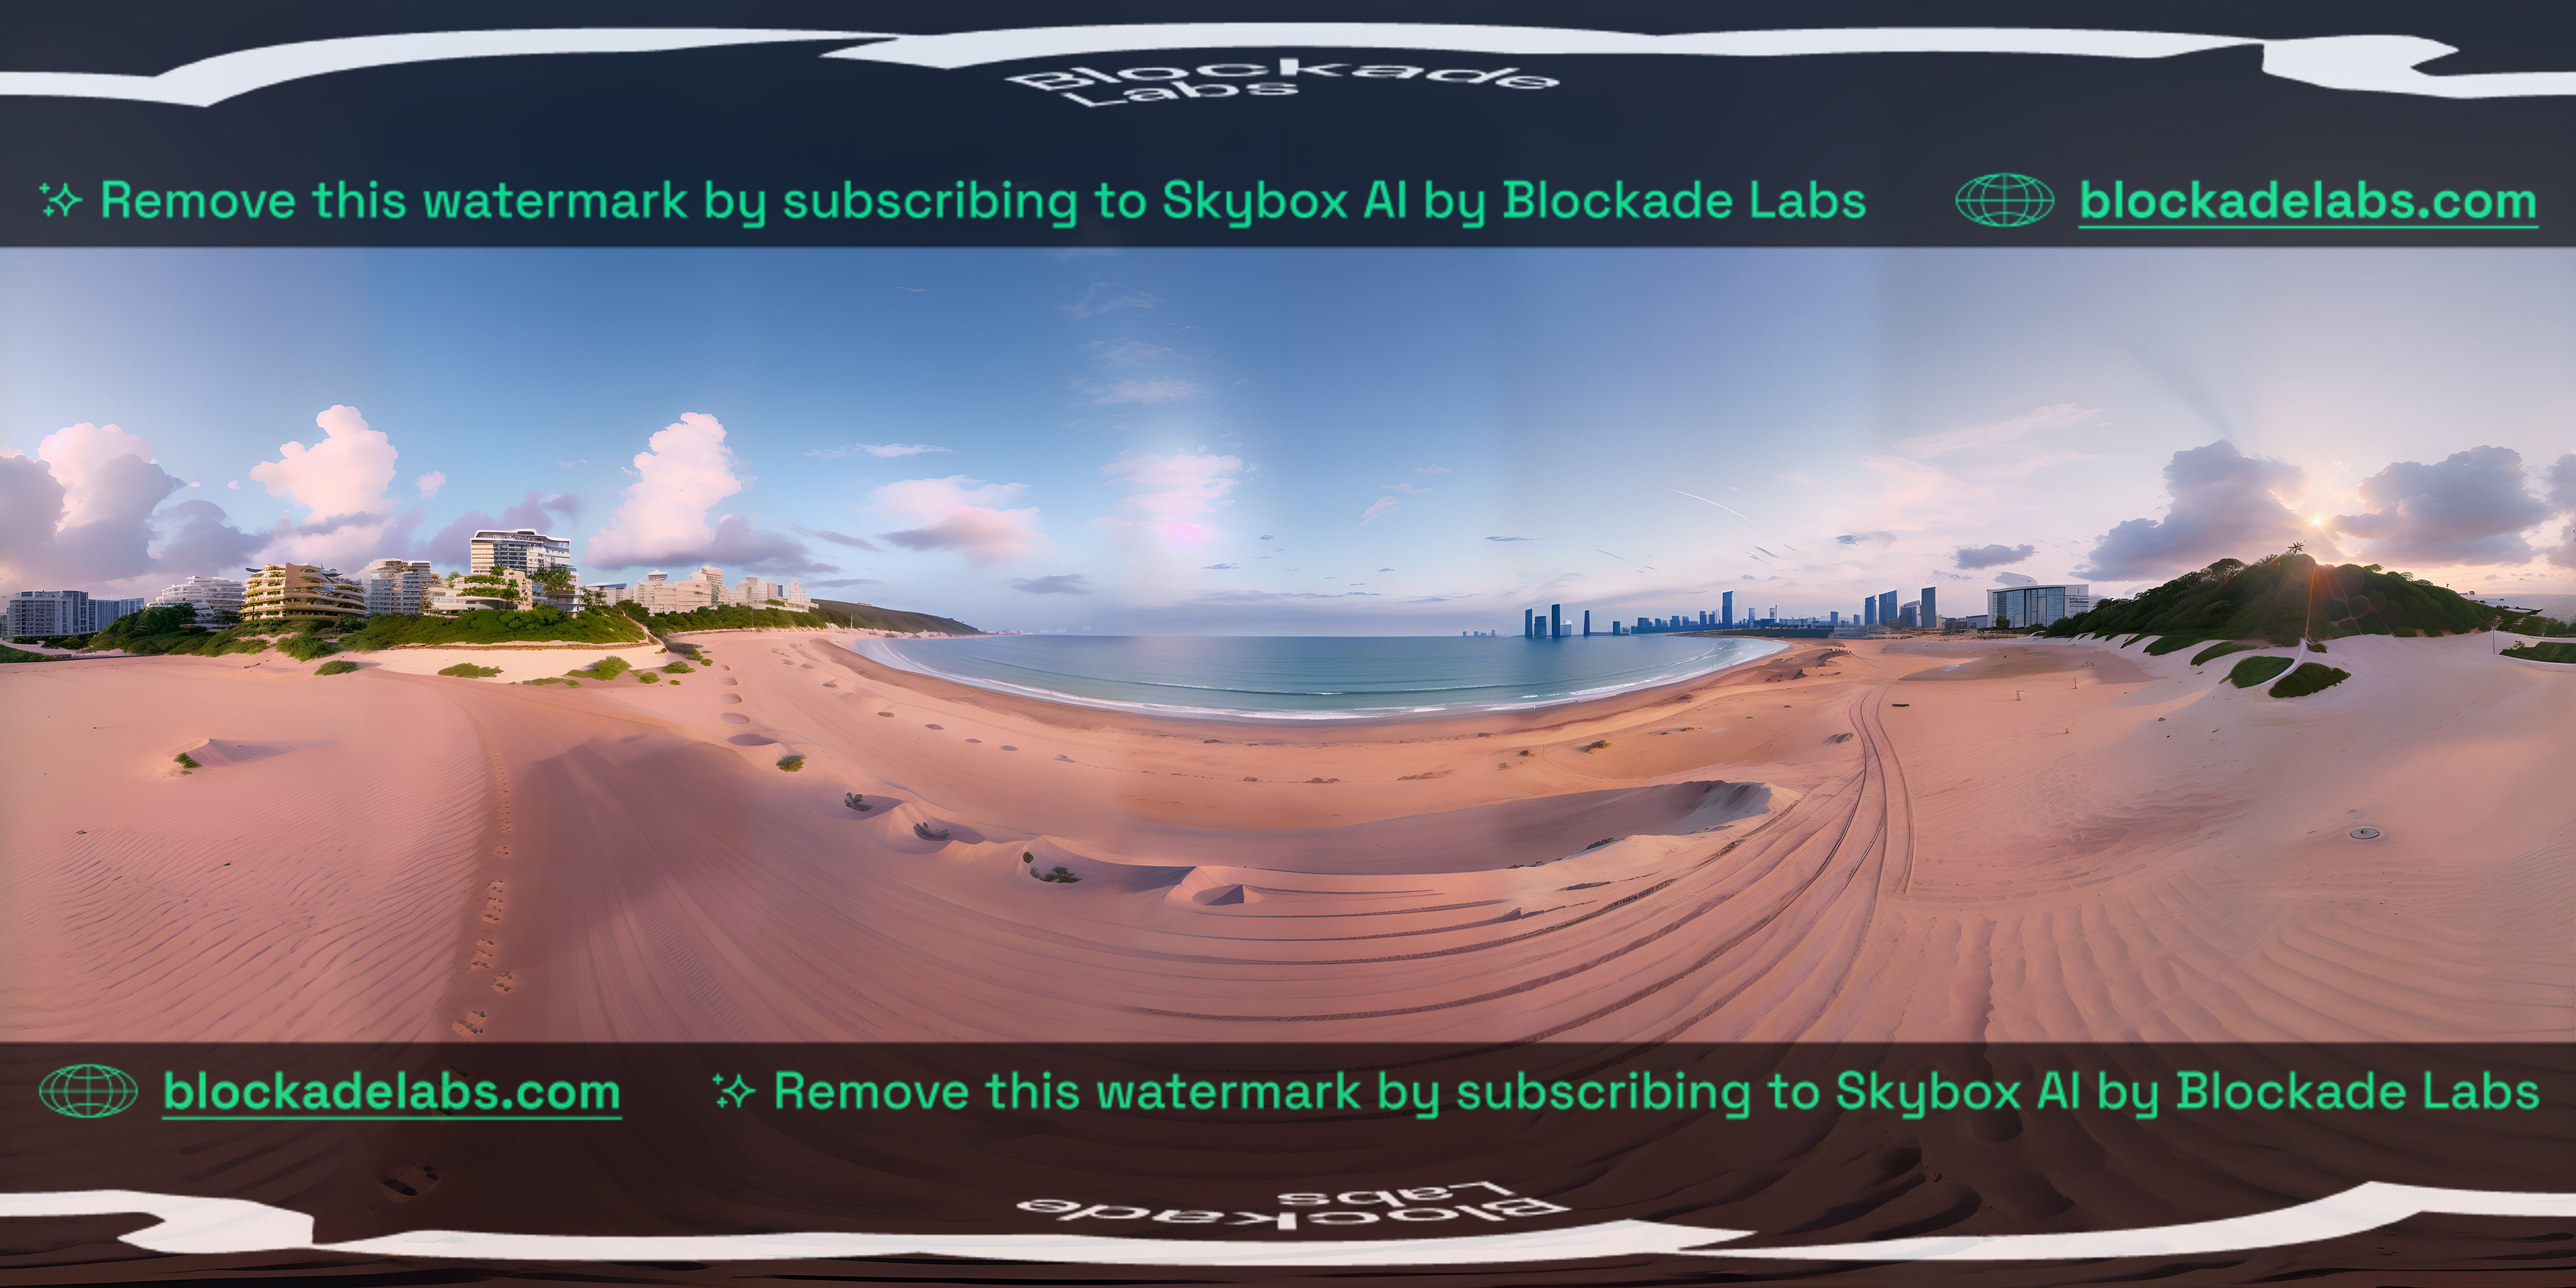 Blockade
Labs
Remove this watermark by subscribing to Skybox AI by Blockade Labs blockadelabs.com
blockadelabs.com Remove this watermark by subscribing to Skybox AI by Blockade Labs
Blockade
Labs